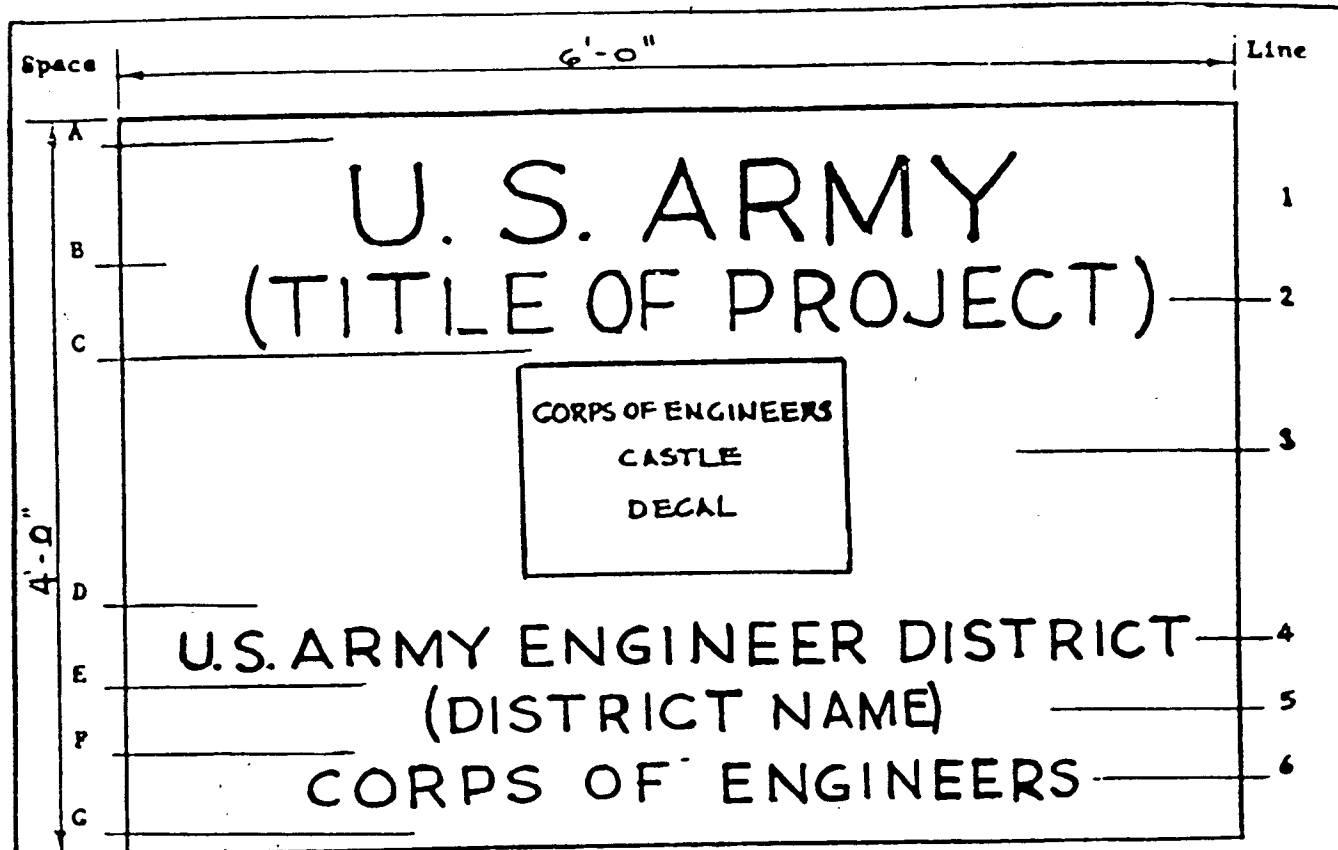 Space 6'-0" Line
A
U. S. ARMY 1
B
(TITLE OF PROJECT) 2
C
CORPS OF ENGINEERS
CASTLE 3
DECAL
4'-0"
D
U.S. ARMY ENGINEER DISTRICT 4
E
(DISTRICT NAME) 5
F
CORPS OF ENGINEERS 6
G